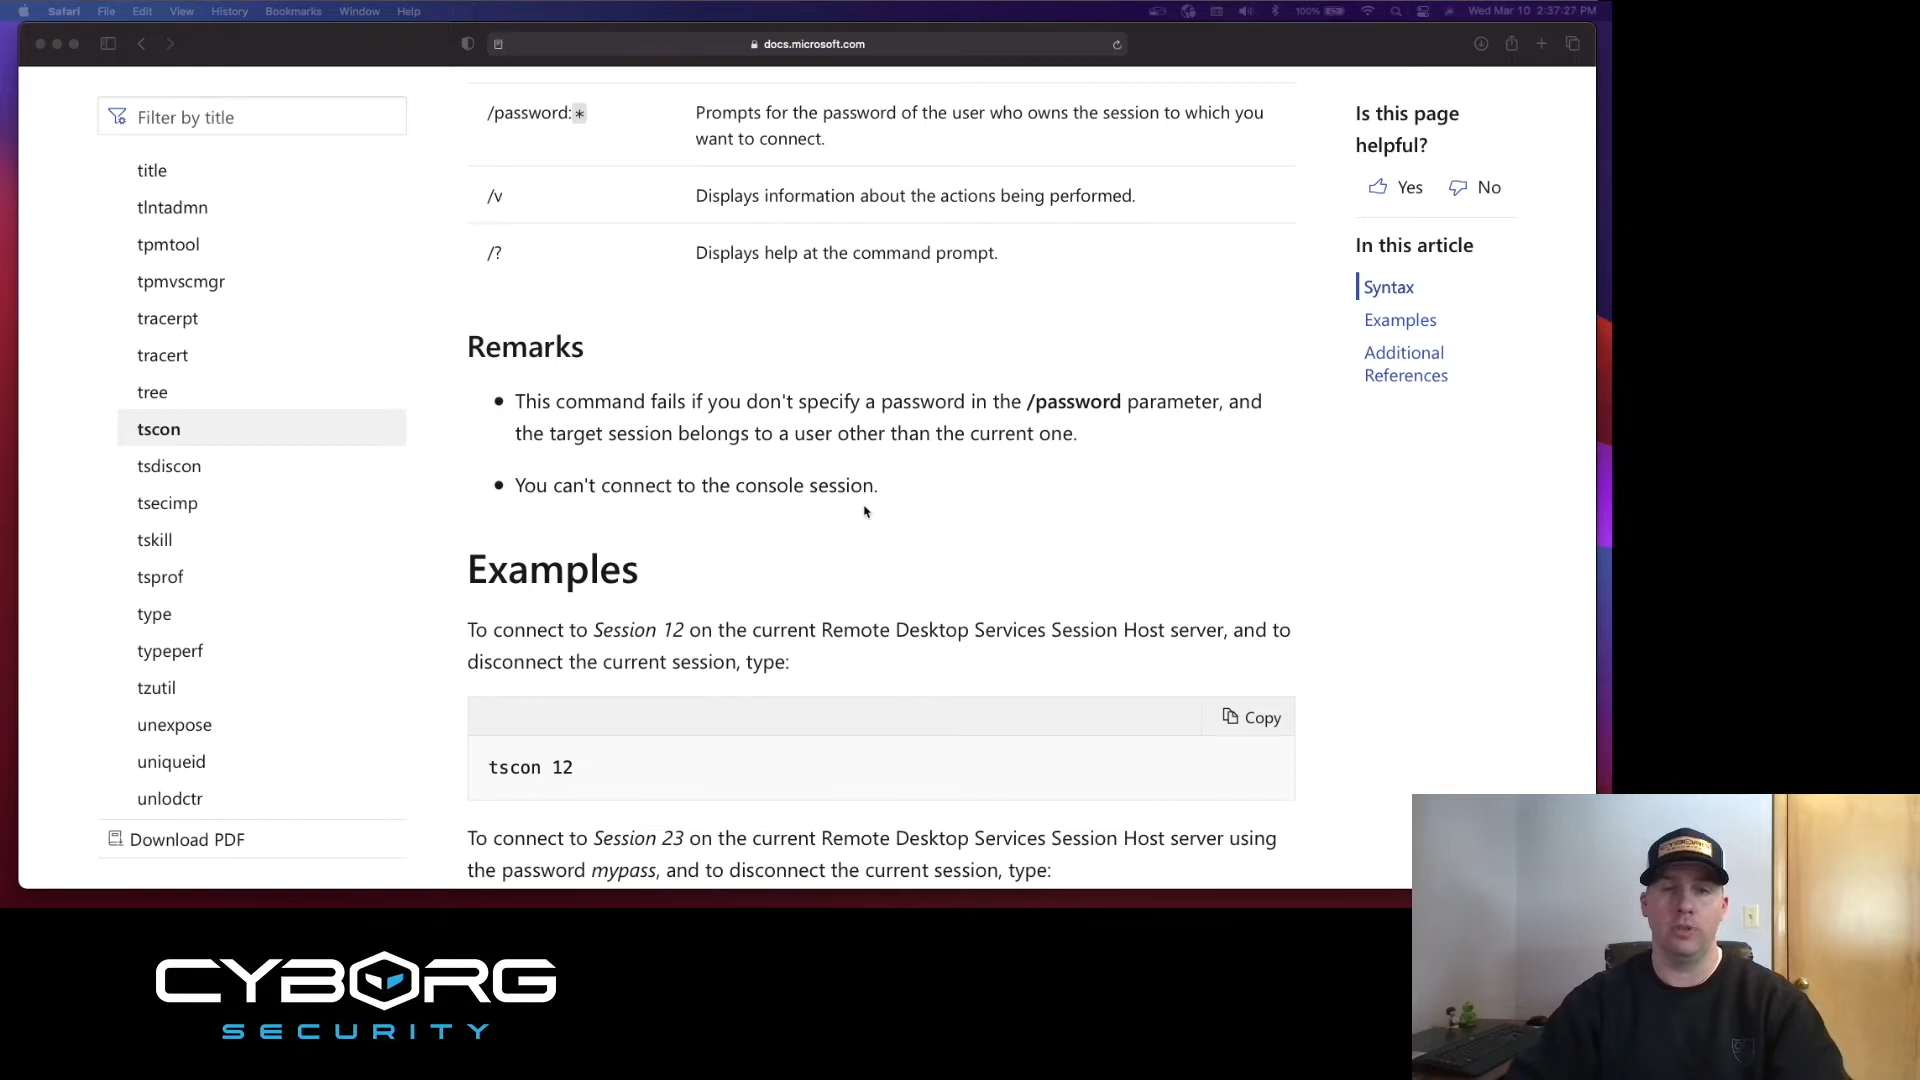 Safari File Edit View History Bookmarks Window Help
100%
Wed Mar 10 2:37:27 PM
docs.microsoft.com
Filter by title
title
tlntadmn
tpmtool
tpmvscmgr
tracerpt
tracert
tree
tscon
tsdiscon
tsecimp
tskill
tsprof
type
typeperf
tzutil
unexpose
uniqueid
unlodctr
Download PDF
/password:*
Prompts for the password of the user who owns the session to which you
want to connect.
/v
Displays information about the actions being performed.
/?
Displays help at the command prompt.
Remarks
• This command fails if you don't specify a password in the /password parameter, and
the target session belongs to a user other than the current one.
• You can't connect to the console session.
Examples
To connect to Session 12 on the current Remote Desktop Services Session Host server, and to
disconnect the current session, type:
Copy
tscon 12
To connect to Session 23 on the current Remote Desktop Services Session Host server using
the password mypass, and to disconnect the current session, type:
Is this page
helpful?
Yes No
In this article
Syntax
Examples
Additional
References
CYBORG
SECURITY
CYBORG